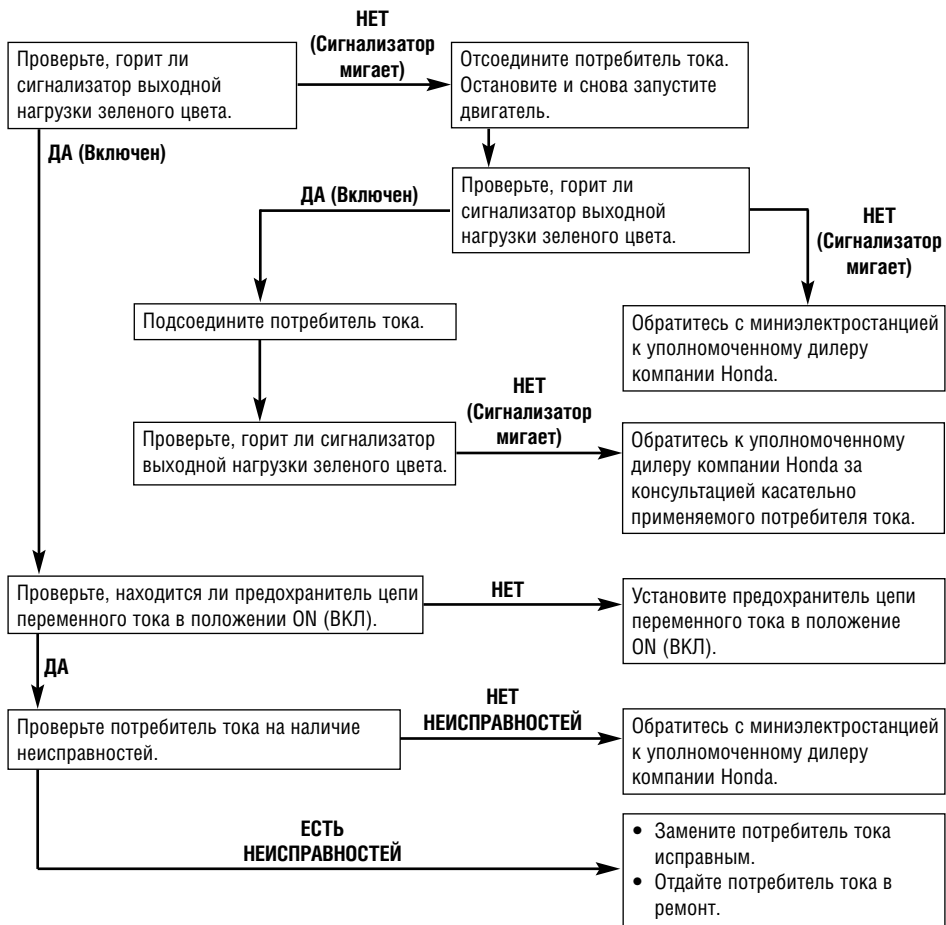 НЕТ
(Сигнализатор
мигает)
Проверьте, горит ли
сигнализатор выходной
нагрузки зеленого цвета.
Отсоедините потребитель тока.
Остановите и снова запустите
двигатель.
ДА (Включен)
Проверьте, горит ли
сигнализатор выходной
нагрузки зеленого цвета.
ДА (Включен)
НЕТ
(Сигнализатор
мигает)
Подсоедините потребитель тока.
Обратитесь с миниэлектростанцией
к уполномоченному дилеру
компании Honda.
НЕТ
(Сигнализатор
мигает)
Проверьте, горит ли сигнализатор
выходной нагрузки зеленого цвета.
Обратитесь к уполномоченному
дилеру компании Honda за
консультацией касательно
применяемого потребителя тока.
Проверьте, находится ли предохранитель цепи
переменного тока в положении ON (ВКЛ).
НЕТ
Установите предохранитель цепи
переменного тока в положение
ON (ВКЛ).
ДА
Проверьте потребитель тока на наличие
неисправностей.
НЕТ
НЕИСПРАВНОСТЕЙ
Обратитесь с миниэлектростанцией
к уполномоченному дилеру
компании Honda.
ЕСТЬ
НЕИСПРАВНОСТЕЙ
• Замените потребитель тока
исправным.
• Отдайте потребитель тока в
ремонт.